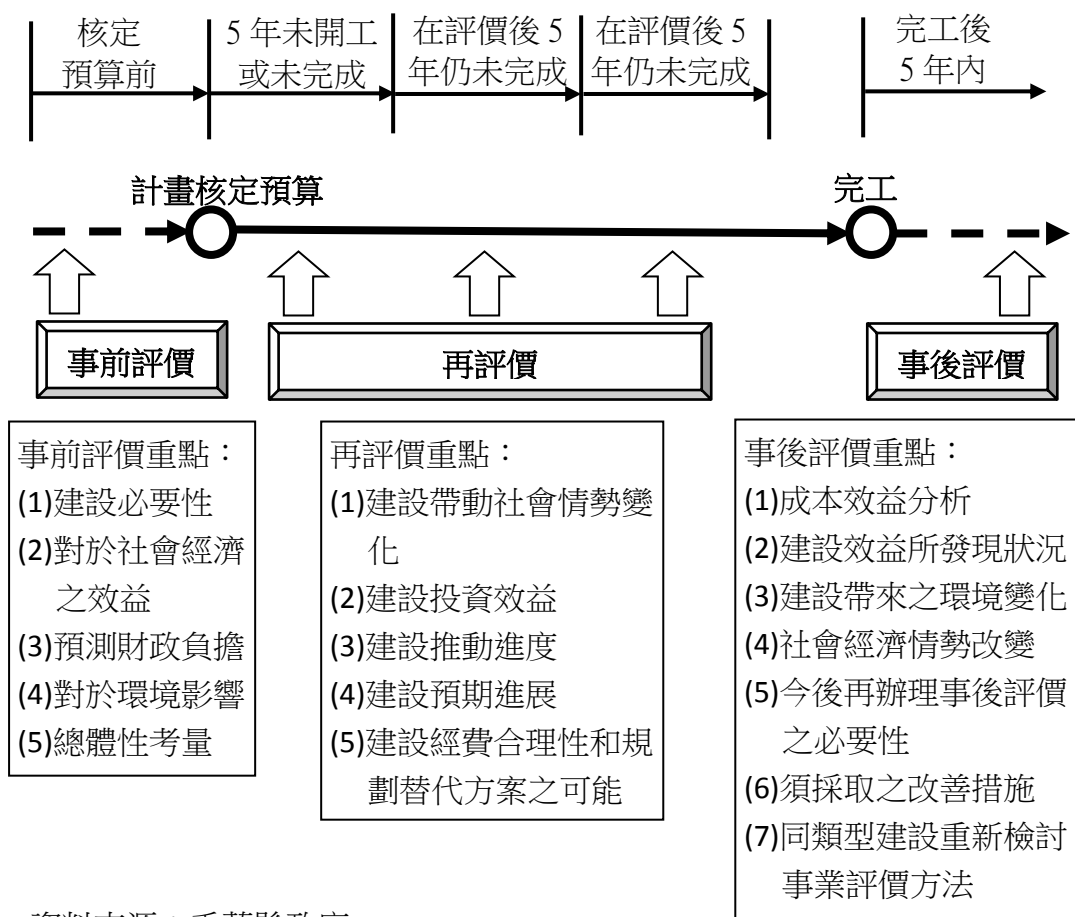 核定
預算前
5 年未開工
或未完成
在評價後 5
年仍未完成
在評價後 5
年仍未完成
完工後
5 年內
計畫核定預算
完工
事前評價
再評價
事後評價
事前評價重點：
(1)建設必要性
(2)對於社會經濟
之效益
(3)預測財政負擔
(4)對於環境影響
(5)總體性考量
再評價重點：
(1)建設帶動社會情勢變
化
(2)建設投資效益
(3)建設推動進度
(4)建設預期進展
(5)建設經費合理性和規
劃替代方案之可能
事後評價重點：
(1)成本效益分析
(2)建設效益所發現狀況
(3)建設帶來之環境變化
(4)社會經濟情勢改變
(5)今後再辦理事後評價
之必要性
(6)須採取之改善措施
(7)同類型建設重新檢討
事業評價方法